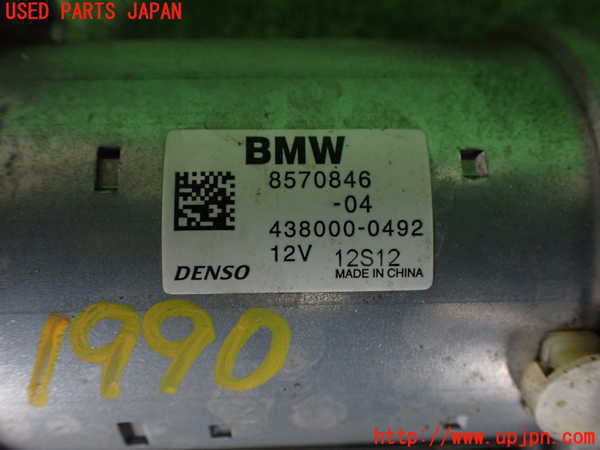 USED PARTS JAPAN
BMW
8570846
-04
438000-0492
12V 12S12
DENSO MADE IN CHINA
1990
http://www.upjpn.com/